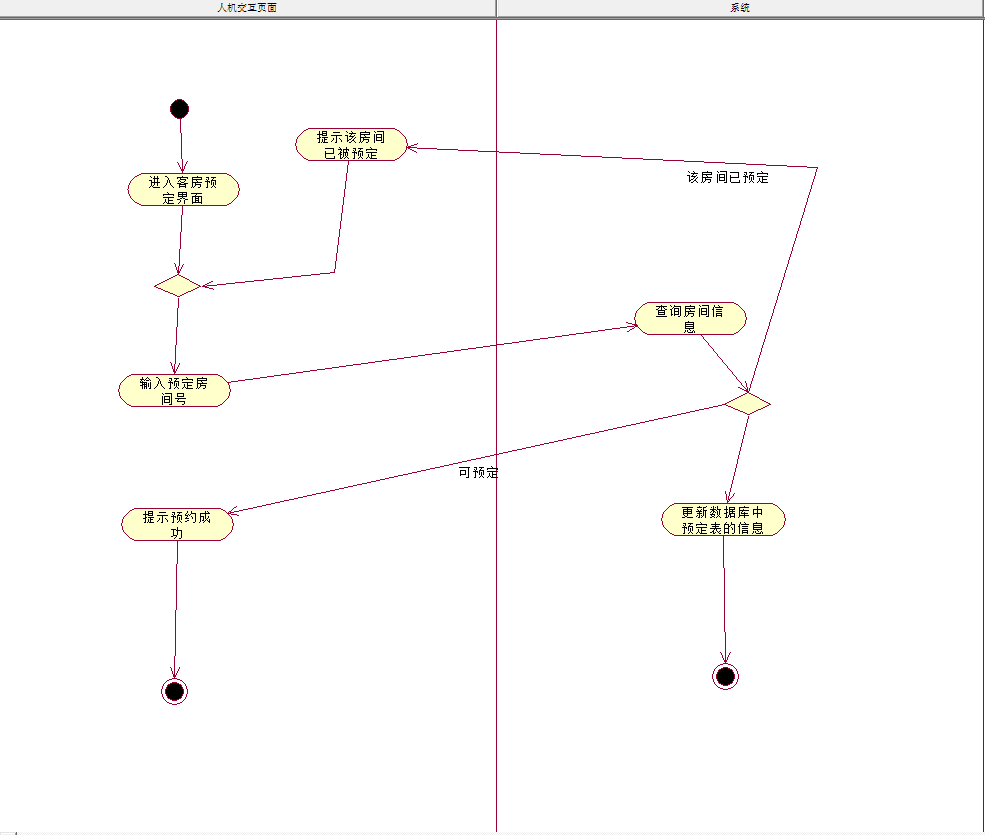 人机交互页面
系统
提示该房间
已被预定
进入客房预
定界面
该房间已预定
查询房间信
息
输入预定房
间号
可预定
提示预约成
功
更新数据库中
预定表的信息